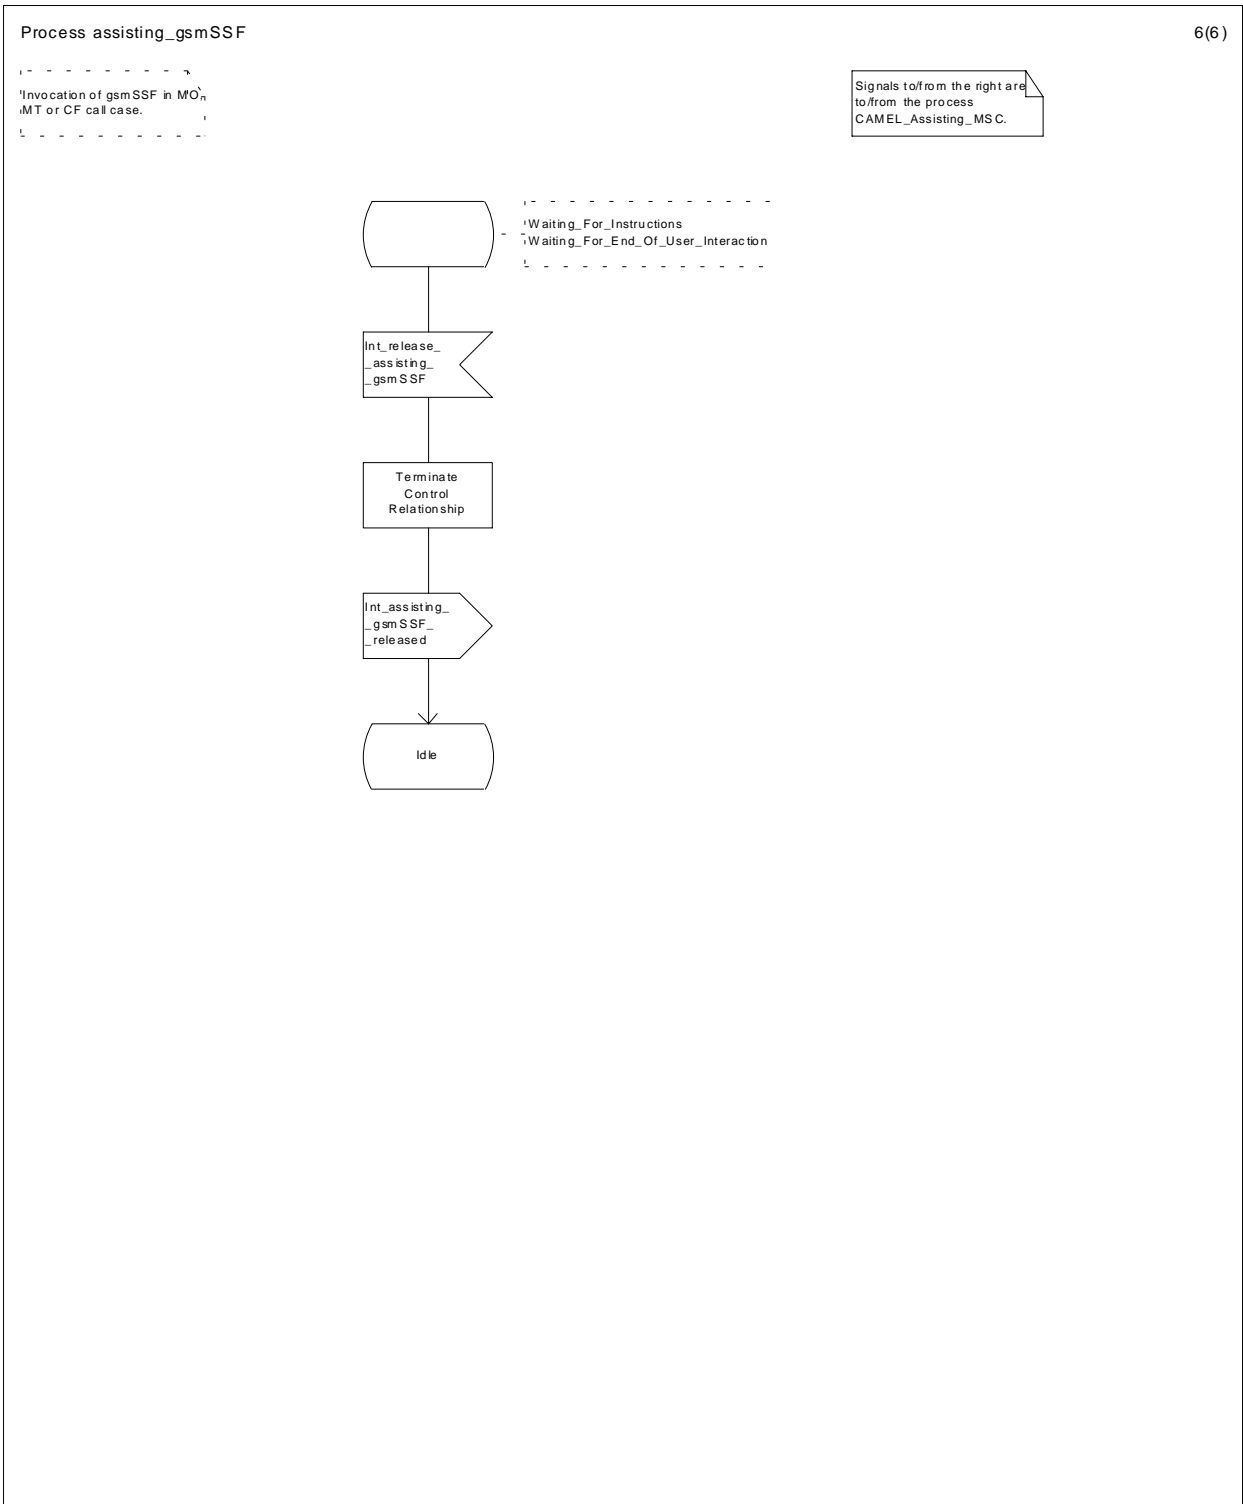 Process assisting_gsmSSF
6(6)
Invocation of gsmSSF in MO,
MT or CF call case.
Signals to/from the right are
to/from the process
CAMEL_Assisting_MSC.
Waiting_For_Instructions
Waiting_For_End_Of_User_Interaction
Int_release_
_assisting_
_gsmSSF
Terminate
Control
Relationship
Int_assisting_
_gsmSSF_
_released
Idle